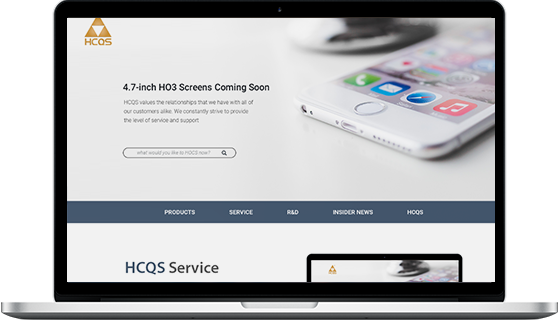 HCQS
4.7-inch HO3 Screens Coming Soon
HCQS values the relationships that we have with all of
our customers alike. We constantly strive to provide
the level of service and support
what would you like to HDCS now?
PRODUCTS SERVICE R&D INSIDER NEWS HCQS
HCQS Service